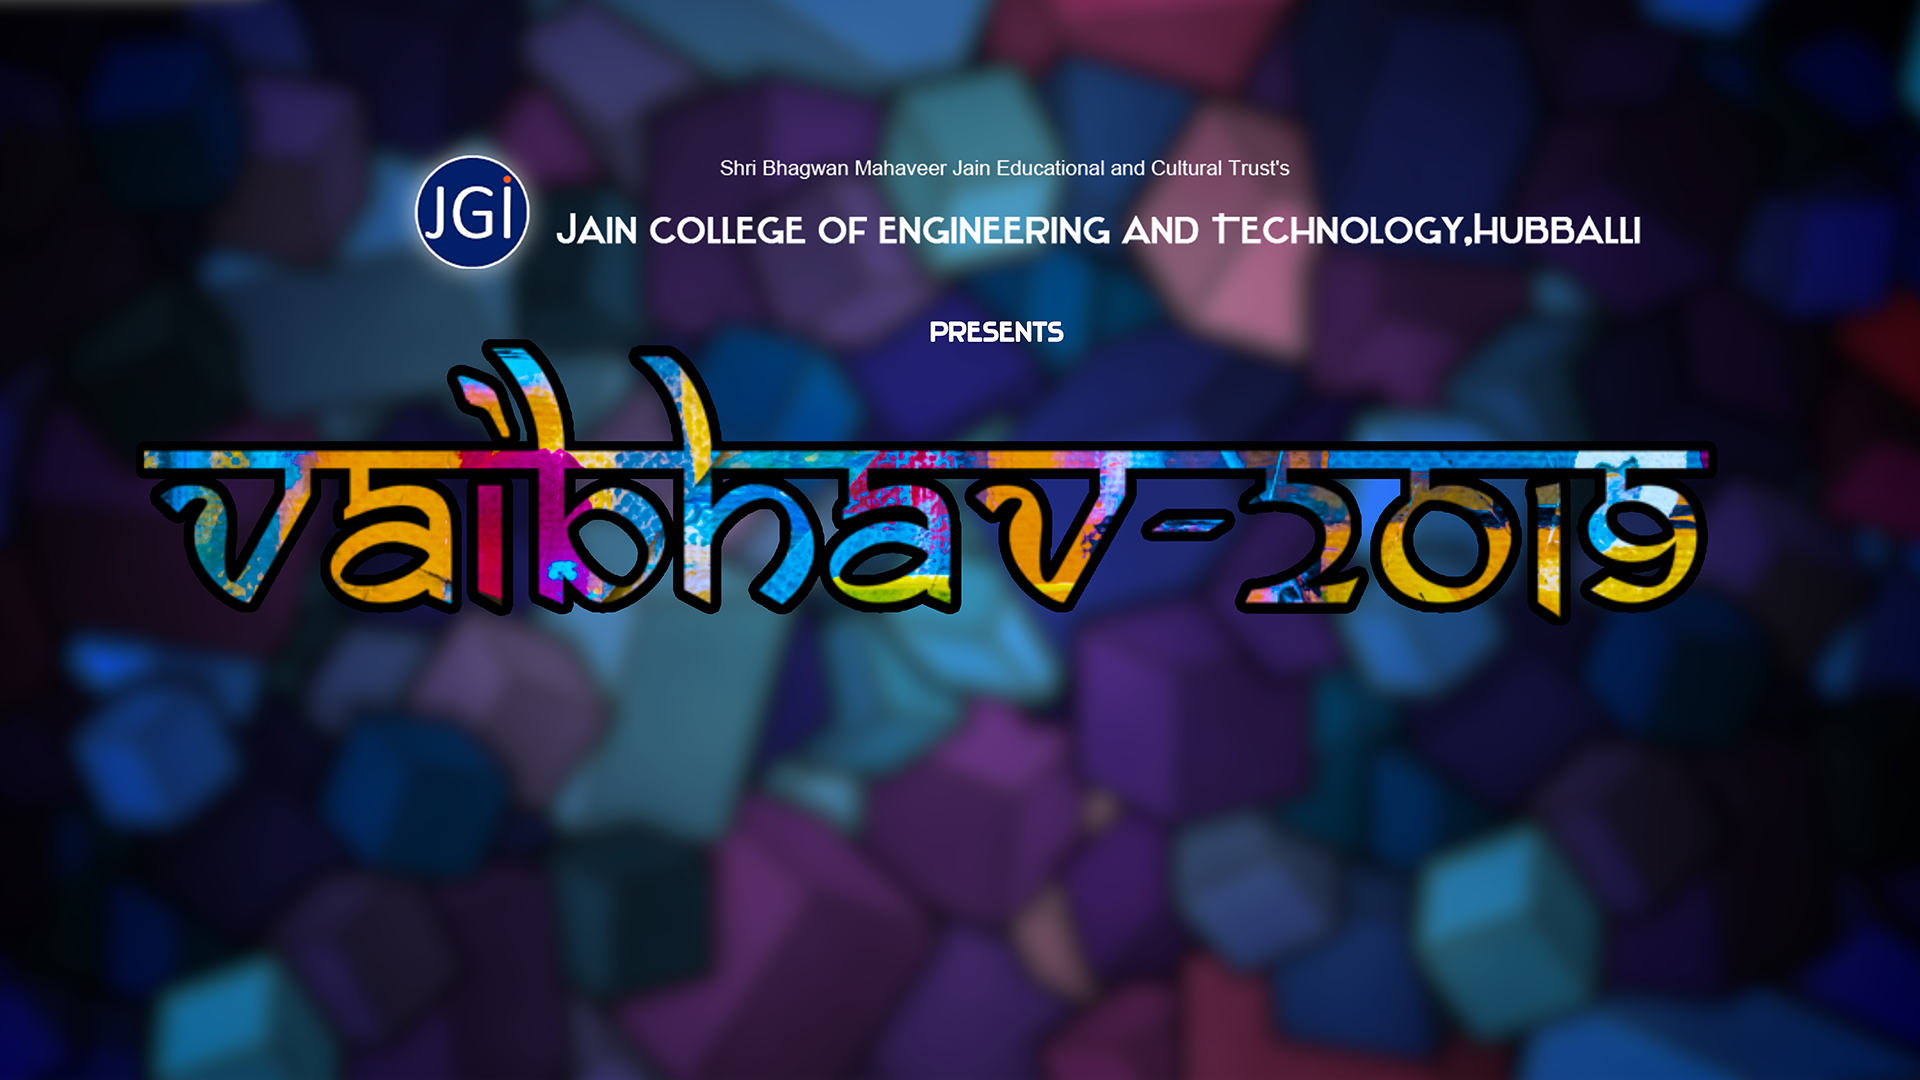 Shri Bhagwan Mahaveer Jain Educational and Cultural Trust's
JGi
JAIN COLLEGE OF ENGINEERING AND TECHNOLOGY,HUBBALLI
PRESENTS
vaibhav-2019